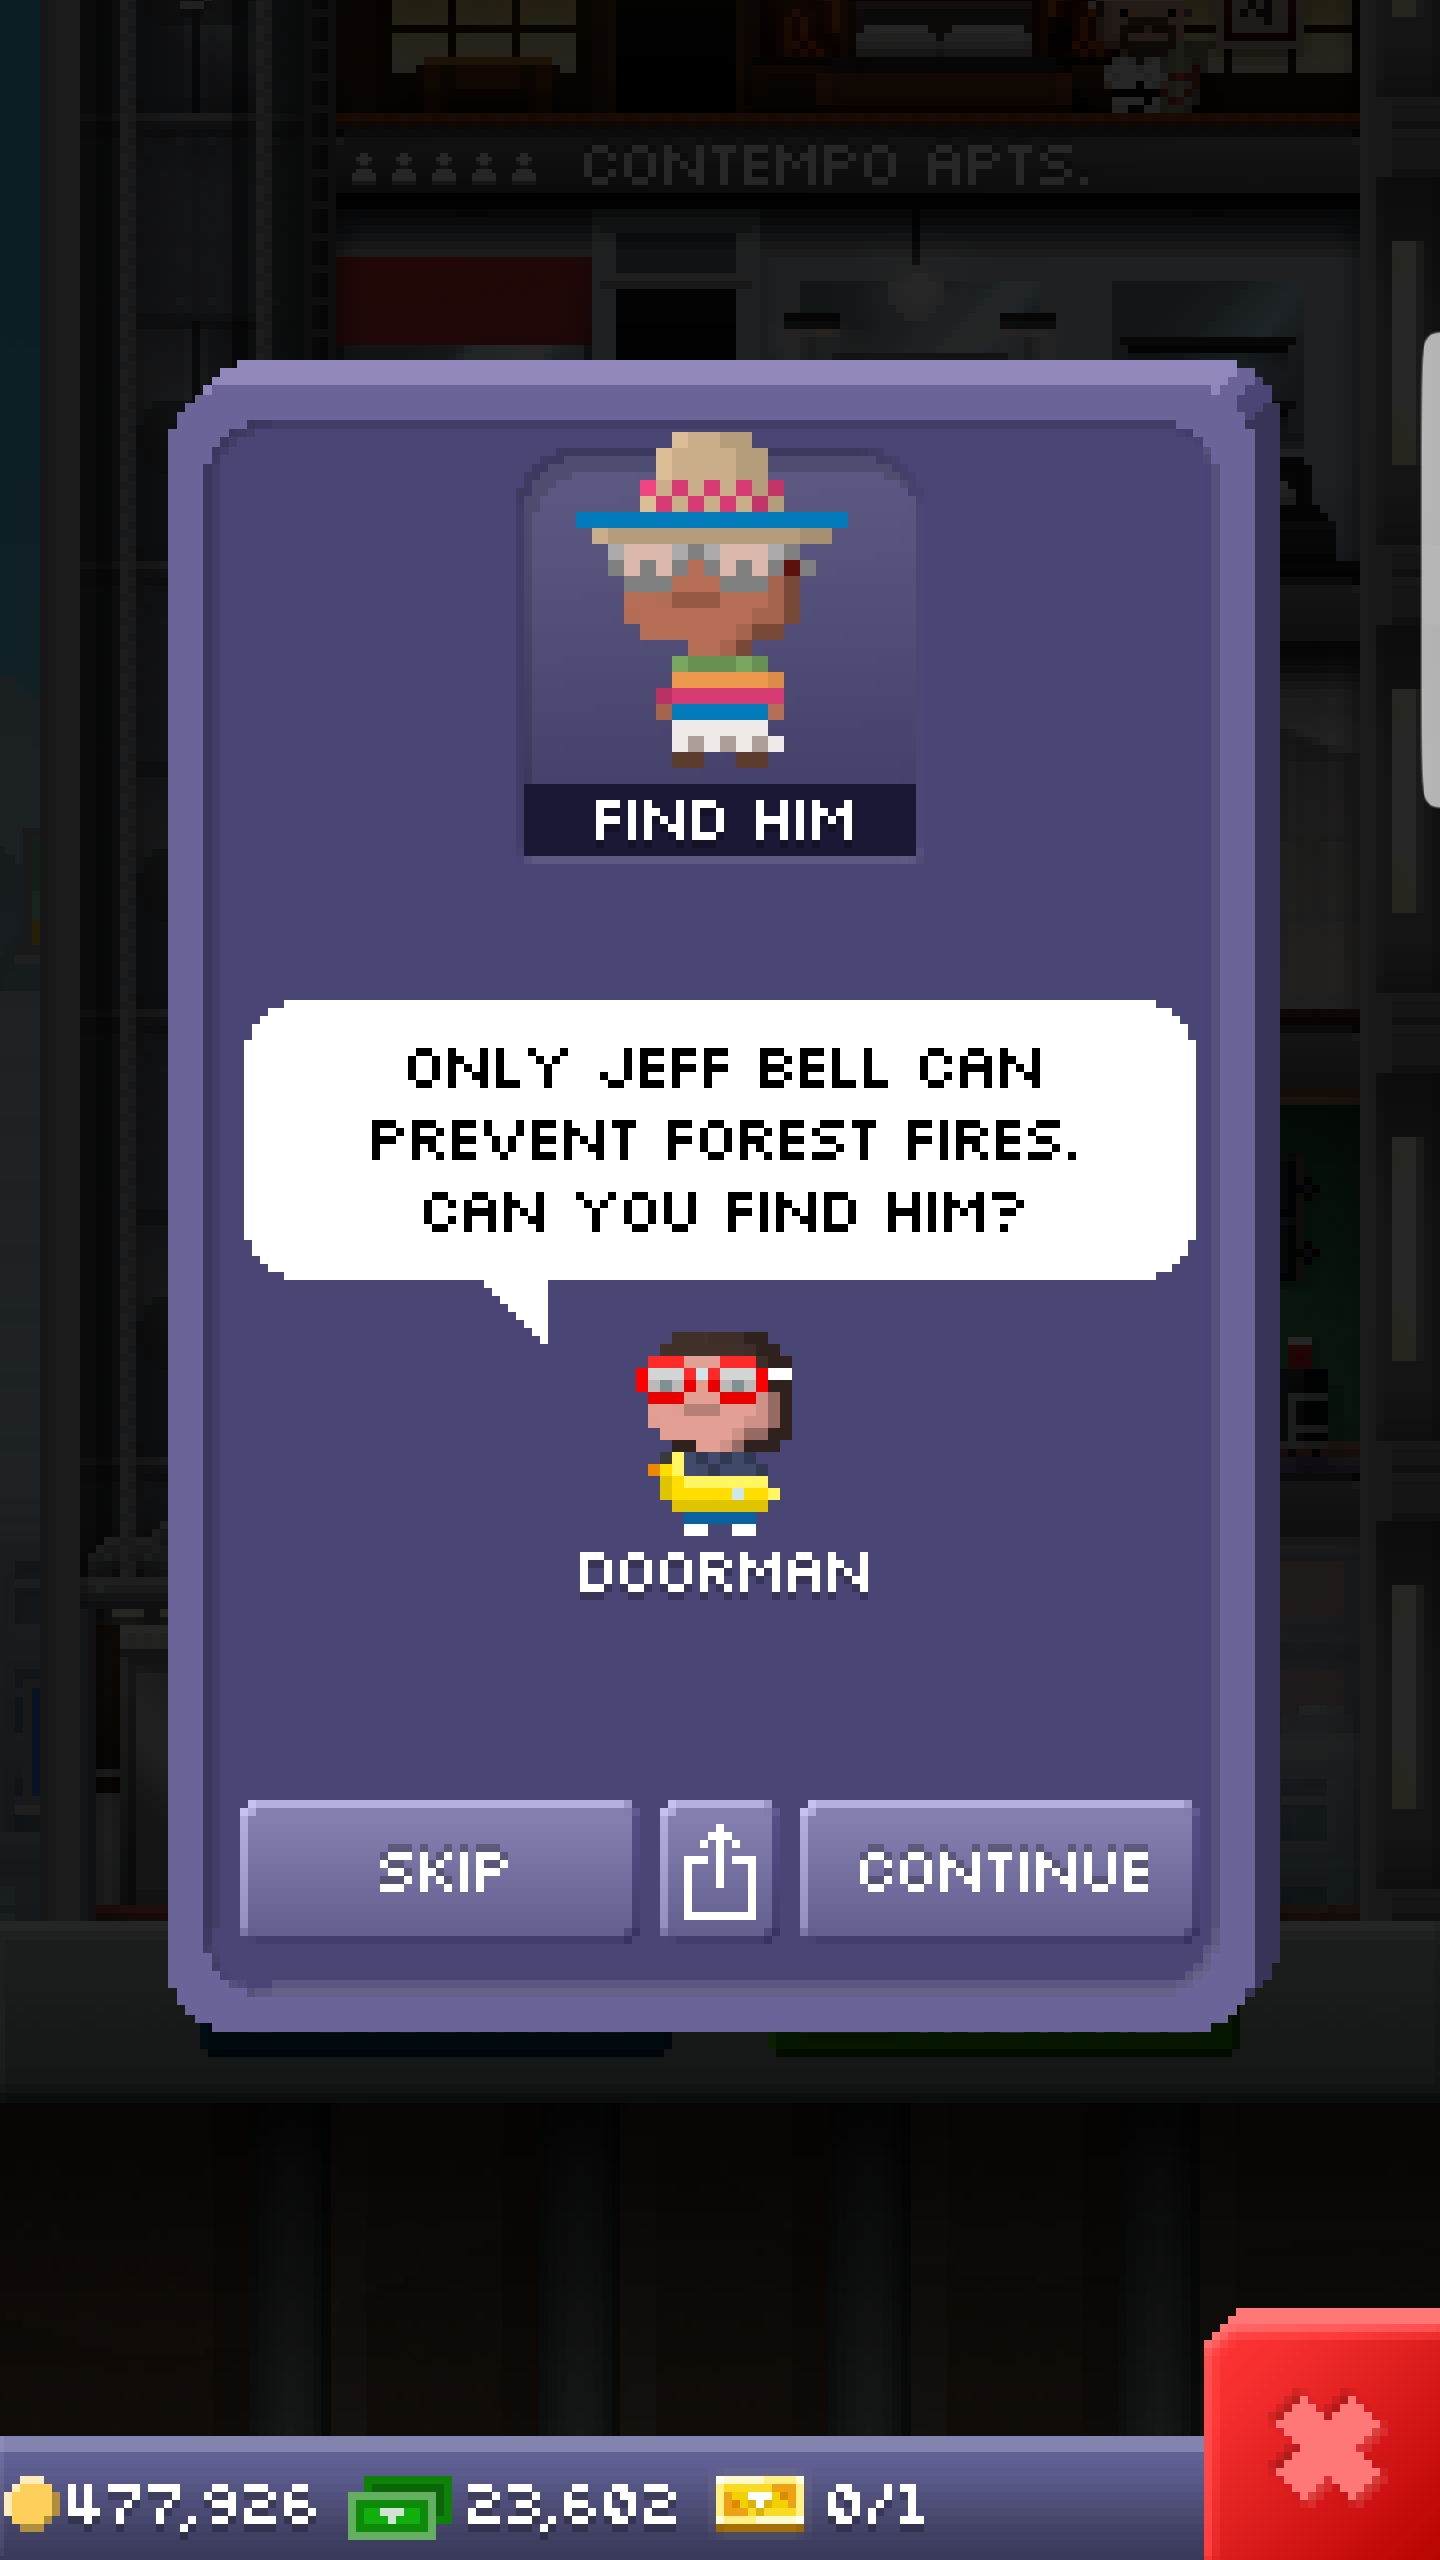 CONTEMPO APTS.
FIND HIM
ONLY JEFF BELL CAN
PREVENT FOREST FIRES.
CAN YOU FIND HIM?
DOORMAN
SKIP
CONTINUE
477,926 23,602 0/1